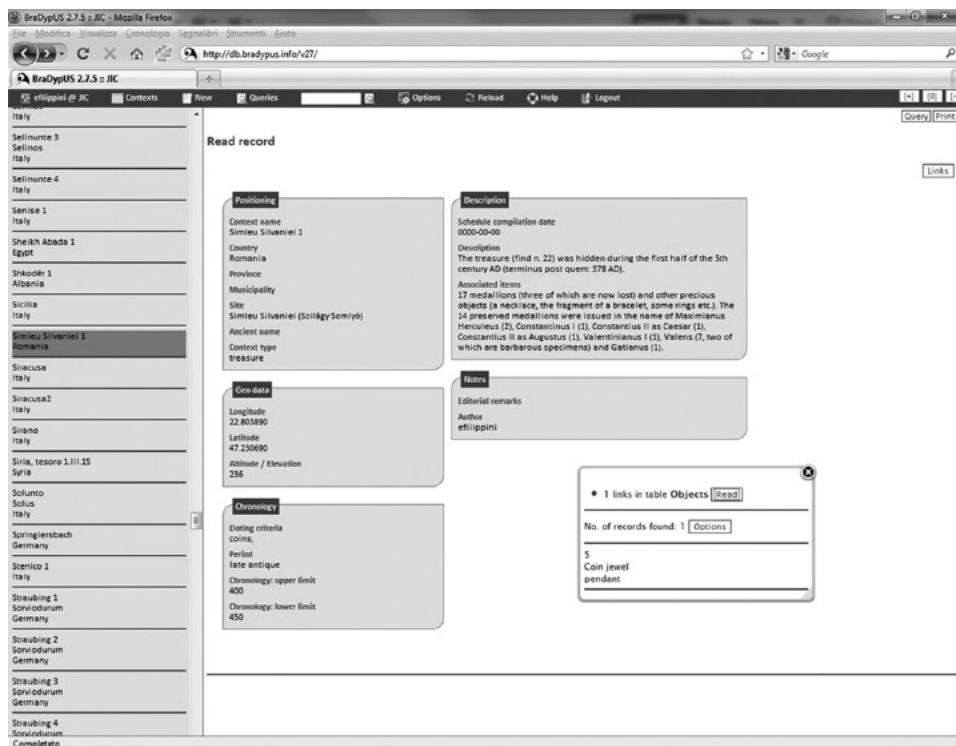 BraDypUS 2.7.5 :: JIC - Mozilla Firefox
File Modifica Visualizza Cronologia Segnalibri Strumenti Aiuto
http://db.bradypus.info/v27/
Google
BraDypUS 2.7.5 :: JIC
efilippini @ JIC Contexts New Queries Options Reload Help Logout [+] [0] [-
Query Print
Italy
Selinunte 3
Selinos
Italy
Selinunte 4
Italy
Senise 1
Italy
Sheikh Abada 1
Egypt
Shkodër 1
Albania
Sicilia
Italy
Simleu Silvaniei 1
Romania
Siracusa
Italy
Siracusa2
Italy
Sirano
Italy
Siria, tesoro 1.III.15
Syria
Solunto
Solus
Italy
Springiersbach
Germany
Stenico 1
Italy
Straubing 1
Sorviodurum
Germany
Straubing 2
Sorviodurum
Germany
Straubing 3
Sorviodurum
Germany
Straubing 4
Sorviodurum
Read record
Links
Positioning
Context name
Simleu Silvaniei 1
Country
Romania
Province
Municipality
Site
Simleu Silvaniei (Szilágy Somlyó)
Ancient name
Context type
treasure
Geo data
Longitude
22.803890
Latitude
47.230690
Altitude / Elevation
236
Chronology
Dating criteria
coins;
Period
late antique
Chronology: upper limit
400
Chronology: lower limit
450
Description
Schedule compilation date
0000-00-00
Description
The treasure (find n. 22) was hidden during the first half of the 5th
century AD (terminus post quem: 378 AD).
Associated items
17 medallions (three of which are now lost) and other precious
objects (a necklace, the fragment of a bracelet, some rings etc.). The
14 preserved medallions were issued in the name of Maximianus
Herculeus (2), Constantinus I (1), Constantius II as Caesar (1),
Constantius II as Augustus (1), Valentinianus I (1), Valens (7, two of
which are barbarous specimens) and Gatianus (1).
Notes
Editorial remarks
Author
efilippini
1 links in table Objects Read
No. of records found: 1 Options
5
Coin jewel
pendant
Completato